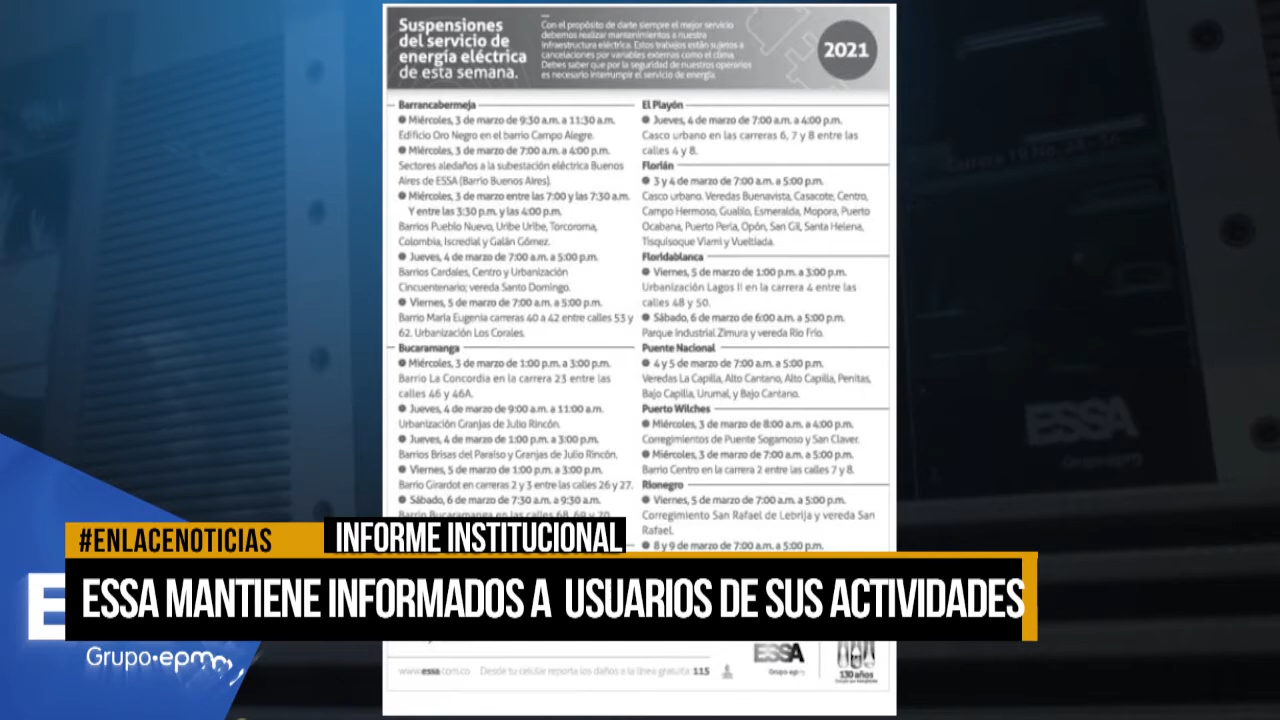 Suspensiones
del servicio de
energía eléctrica
de esta semana.
Con el propósito de darte siempre el mejor servicio
debemos realizar mantenimientos a nuestra
infraestructura eléctrica. Estos trabajos están sujetos a
cancelaciones por variables externas como el clima.
Debes saber que por la seguridad de nuestros operarios
es necesario interrumpir el servicio de energía.
2021
Barrancabermeja
Miércoles, 3 de marzo de 9:30 a.m. a 11:30 a.m.
Edificio Oro Negro en el barrio Campo Alegre.
Miércoles, 3 de marzo de 7:00 a.m. a 4:00 p.m.
Sectores aledaños a la subestación eléctrica Buenos
Aires de ESSA (Barrio Buenos Aires).
Miércoles, 3 de marzo entre las 7:00 y las 7:30 a.m.
Y entre las 3:30 p.m. y las 4:00 p.m.
Barrios Pueblo Nuevo, Uribe Uribe, Torcoroma,
Colombia, Iscredial y Galán Gómez.
Jueves, 4 de marzo de 7:00 a.m. a 5:00 p.m.
Barrios Cardales, Centro y Urbanización
Cincuentenario; vereda Santo Domingo.
Viernes, 5 de marzo de 7:00 a.m. a 5:00 p.m.
Barrio María Eugenia carreras 40 a 42 entre calles 53 y
62. Urbanización Los Corales.
Bucaramanga
Miércoles, 3 de marzo de 1:00 p.m. a 3:00 p.m.
Barrio La Concordia en la carrera 23 entre las
calles 46 y 46A.
Jueves, 4 de marzo de 9:00 a.m. a 11:00 a.m.
Urbanización Granjas de Julio Rincón.
Jueves, 4 de marzo de 1:00 p.m. a 3:00 p.m.
Barrios Brisas del Paraíso y Granjas de Julio Rincón.
Viernes, 5 de marzo de 1:00 p.m. a 3:00 p.m.
Barrio Girardot en carreras 2 y 3 entre las calles 26 y 27.
Sábado, 6 de marzo de 7:30 a.m. a 9:30 a.m.
Barrio Bucaramanga en las calles 68, 69 y 70
El Playón
Jueves, 4 de marzo de 7:00 a.m. a 4:00 p.m.
Casco urbano en las carreras 6, 7 y 8 entre las
calles 4 y 8.
Florián
3 y 4 de marzo de 7:00 a.m. a 5:00 p.m.
Casco urbano. Veredas Buenavista, Casacote, Centro,
Campo Hermoso, Gualilo, Esmeralda, Mopora, Puerto
Ocabana, Puerto Perla, Opón, San Gil, Santa Helena,
Tisquisoque Viami y Vueltiada.
Floridablanca
Viernes, 5 de marzo de 1:00 p.m. a 3:00 p.m.
Urbanización Lagos II en la carrera 4 entre las
calles 48 y 50.
Sábado, 6 de marzo de 6:00 a.m. a 5:00 p.m.
Parque Industrial Zimura y vereda Río Frío.
Puente Nacional
4 y 5 de marzo de 7:00 a.m. a 5:00 p.m.
Veredas La Capilla, Alto Cantano, Alto Capilla, Penitas,
Bajo Capilla, Urumal, y Bajo Cantano.
Puerto Wilches
Miércoles, 3 de marzo de 8:00 a.m. a 4:00 p.m.
Corregimientos de Puente Sogamoso y San Claver.
Miércoles, 3 de marzo de 7:00 a.m. a 5:00 p.m.
Barrio Centro en la carrera 2 entre las calles 7 y 8.
Rionegro
Viernes, 5 de marzo de 7:00 a.m. a 5:00 p.m.
Corregimiento San Rafael de Lebrija y vereda San
Rafael.
8 y 9 de marzo de 7:00 a.m. a 5:00 p.m.
#ENLACENOTICIAS
INFORME INSTITUCIONAL
ESSA MANTIENE INFORMADOS A USUARIOS DE SUS ACTIVIDADES
E
Grupo·epm
www.essa.com.co Desde tu celular reporta los daños a la línea gratuita: 115
ESSA
Grupo·epm
130 años
ESSA
Grupo·epm